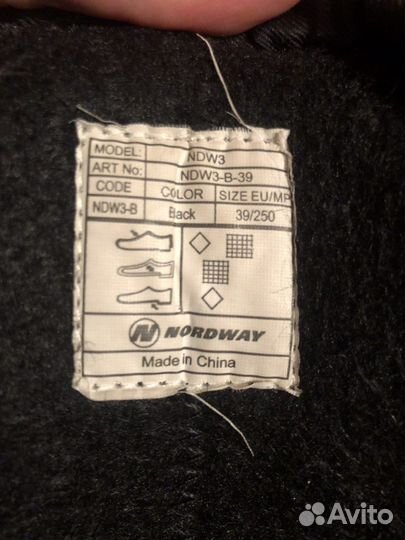 MODEL: NDW3
ART No: NDW3-B-39
CODE COLOR SIZE EU/MP
NDW3-B Black 39/250
N NORDWAY
Made in China
Avito